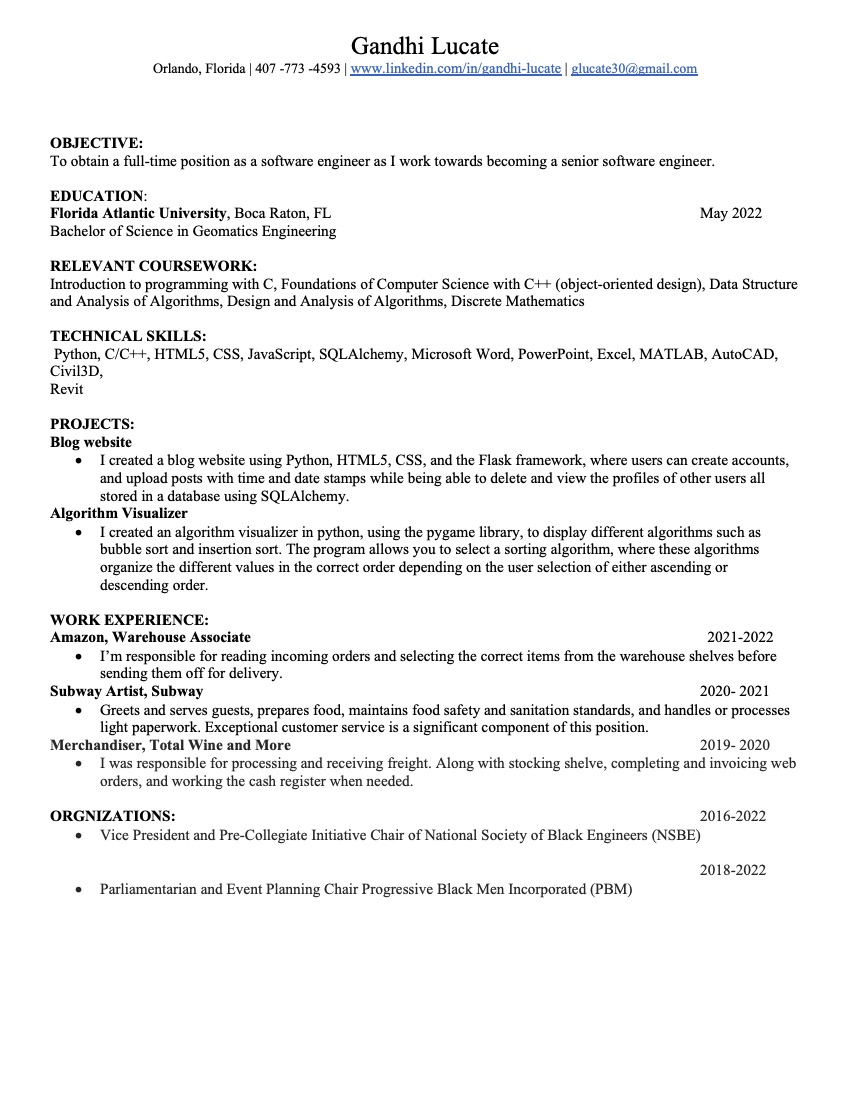 Gandhi Lucate
Orlando, Florida | 407 -773 -4593 | www.linkedin.com/in/gandhi-lucate | glucate30@gmail.com
OBJECTIVE:
To obtain a full-time position as a software engineer as I work towards becoming a senior software engineer.
EDUCATION:
Florida Atlantic University, Boca Raton, FL May 2022
Bachelor of Science in Geomatics Engineering
RELEVANT COURSEWORK:
Introduction to programming with C, Foundations of Computer Science with C++ (object-oriented design), Data Structure
and Analysis of Algorithms, Design and Analysis of Algorithms, Discrete Mathematics
TECHNICAL SKILLS:
Python, C/C++, HTML5, CSS, JavaScript, SQLAlchemy, Microsoft Word, PowerPoint, Excel, MATLAB, AutoCAD,
Civil3D,
Revit
PROJECTS:
Blog website
• I created a blog website using Python, HTML5, CSS, and the Flask framework, where users can create accounts,
and upload posts with time and date stamps while being able to delete and view the profiles of other users all
stored in a database using SQLAlchemy.
Algorithm Visualizer
• I created an algorithm visualizer in python, using the pygame library, to display different algorithms such as
bubble sort and insertion sort. The program allows you to select a sorting algorithm, where these algorithms
organize the different values in the correct order depending on the user selection of either ascending or
descending order.
WORK EXPERIENCE:
Amazon, Warehouse Associate 2021-2022
• I’m responsible for reading incoming orders and selecting the correct items from the warehouse shelves before
sending them off for delivery.
Subway Artist, Subway 2020- 2021
• Greets and serves guests, prepares food, maintains food safety and sanitation standards, and handles or processes
light paperwork. Exceptional customer service is a significant component of this position.
Merchandiser, Total Wine and More 2019- 2020
• I was responsible for processing and receiving freight. Along with stocking shelve, completing and invoicing web
orders, and working the cash register when needed.
ORGNIZATIONS: 2016-2022
• Vice President and Pre-Collegiate Initiative Chair of National Society of Black Engineers (NSBE)
2018-2022
• Parliamentarian and Event Planning Chair Progressive Black Men Incorporated (PBM)